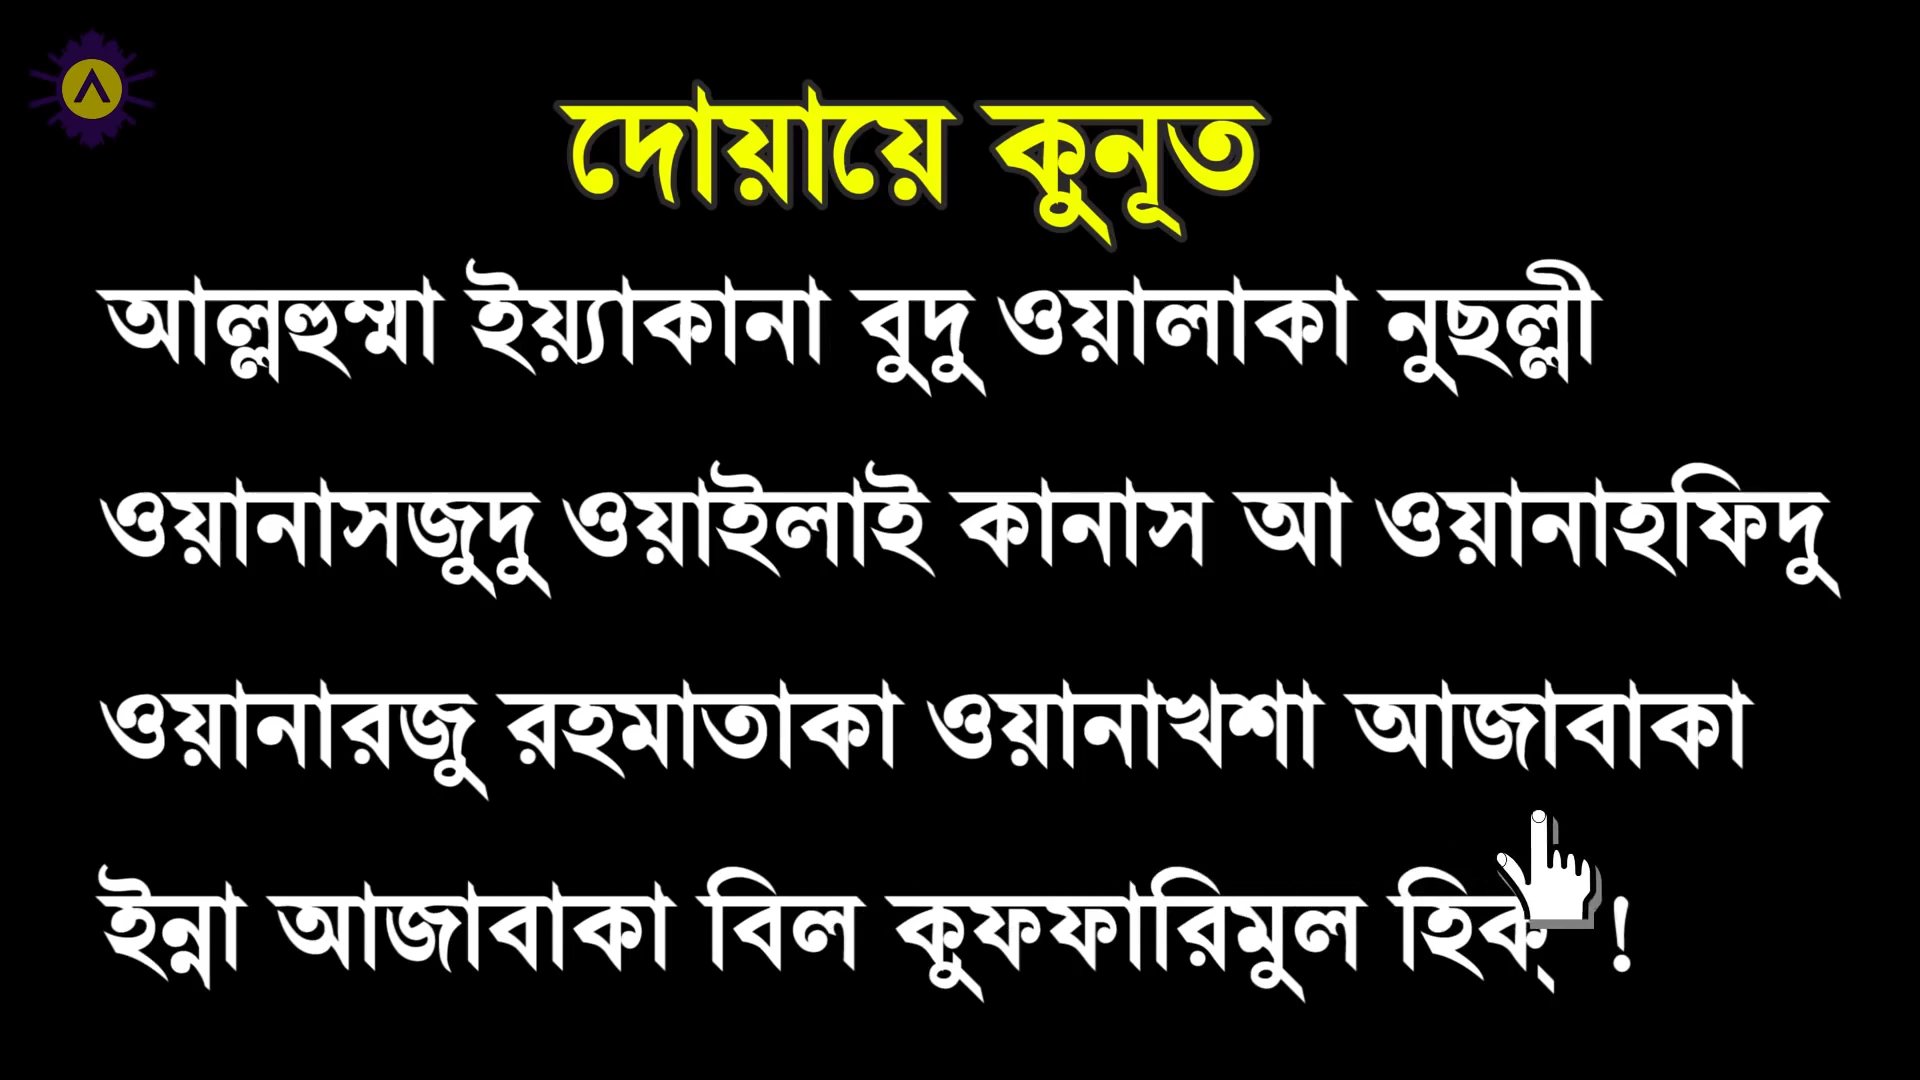 দোয়ায়ে কুনূত
আল্লহুম্মা ইয়্যাকানা বুদু ওয়ালাকা নুছল্লী
ওয়ানাসজুদু ওয়াইলাই কানাস আ ওয়ানাহফিদু
ওয়ানারজু রহমাতাকা ওয়ানাখশা আজাবাকা
ইন্না আজাবাকা বিল কুফফারিমুল হিক্ !